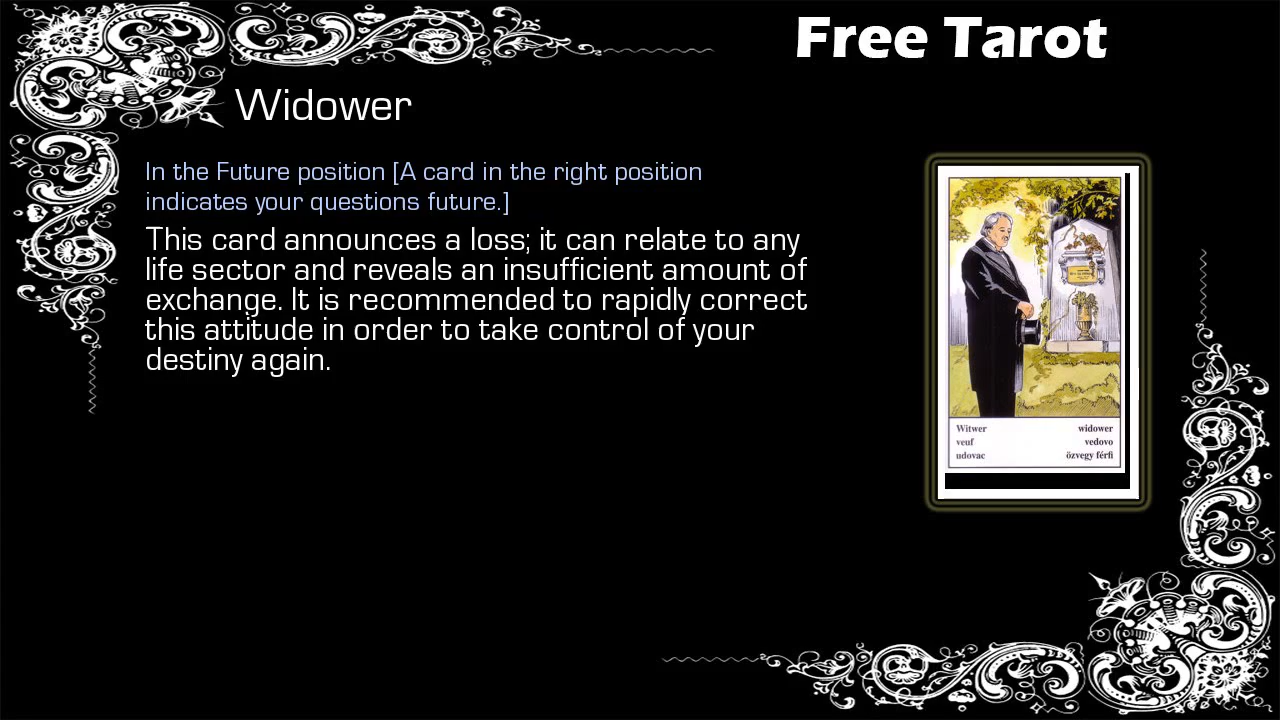 Free Tarot
Widower
In the Future position [A card in the right position
indicates your questions future.]
This card announces a loss; it can relate to any
life sector and reveals an insufficient amount of
exchange. It is recommended to rapidly correct
this attitude in order to take control of your
destiny again.
Witwer widower
veuf vedovo
udovac özvegy férfi